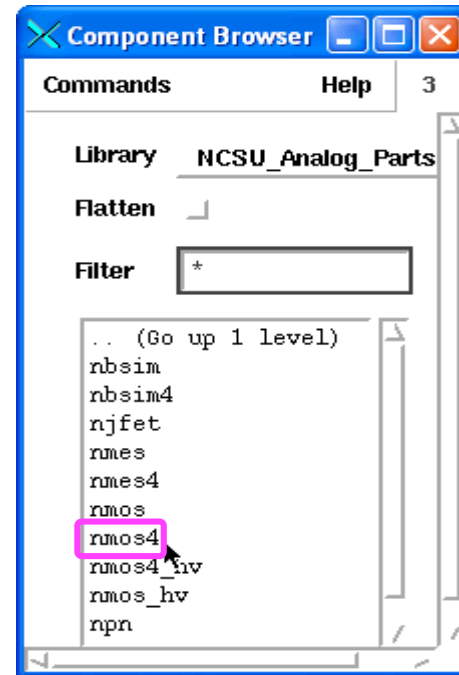 Component Browser
Commands Help 3
Library NCSU_Analog_Parts
Flatten
Filter *
.. (Go up 1 level)
nbsim
nbsim4
njfet
nmes
nmes4
nmos
nmos4
nmos4_hv
nmos_hv
npn